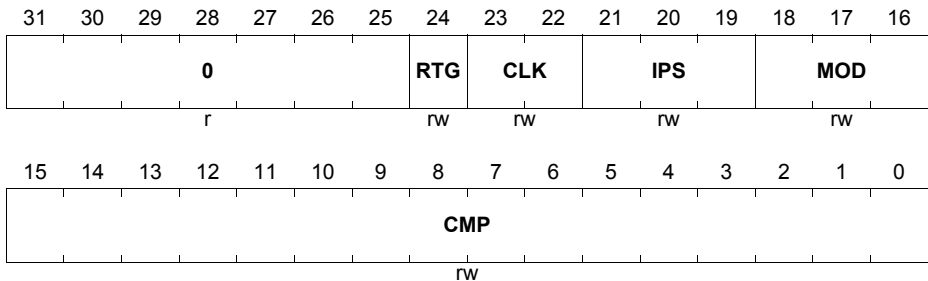 31 30 29 28 27 26 25 24 23 22 21 20 19 18 17 16
0 RTG CLK IPS MOD
r rw rw rw rw
15 14 13 12 11 10 9 8 7 6 5 4 3 2 1 0
CMP
rw